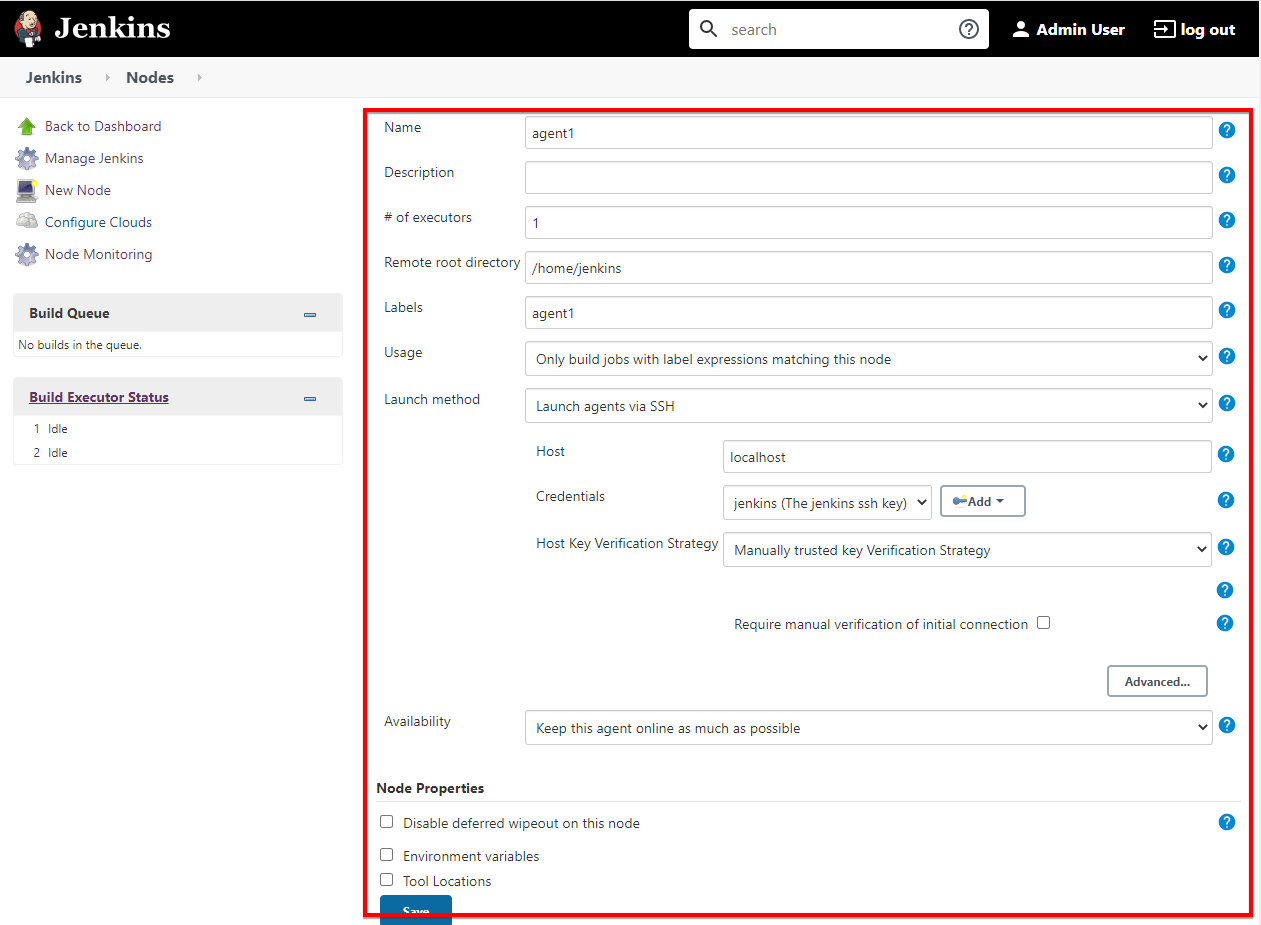 Jenkins
search
Admin User
log out
Jenkins
Nodes
Back to Dashboard
Manage Jenkins
New Node
Configure Clouds
Node Monitoring
Build Queue
No builds in the queue.
Build Executor Status
1 Idle
2 Idle
Name
agent1
Description
# of executors
1
Remote root directory
/home/jenkins
Labels
agent1
Usage
Only build jobs with label expressions matching this node
Launch method
Launch agents via SSH
Host
localhost
Credentials
jenkins (The jenkins ssh key)
Add
Host Key Verification Strategy
Manually trusted key Verification Strategy
Require manual verification of initial connection
Advanced...
Availability
Keep this agent online as much as possible
Node Properties
Disable deferred wipeout on this node
Environment variables
Tool Locations
Save